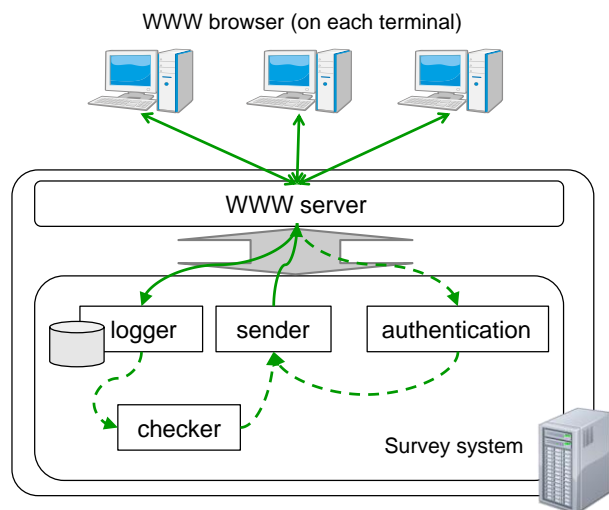 WWW browser (on each terminal)
WWW server
logger
sender
authentication
checker
Survey system